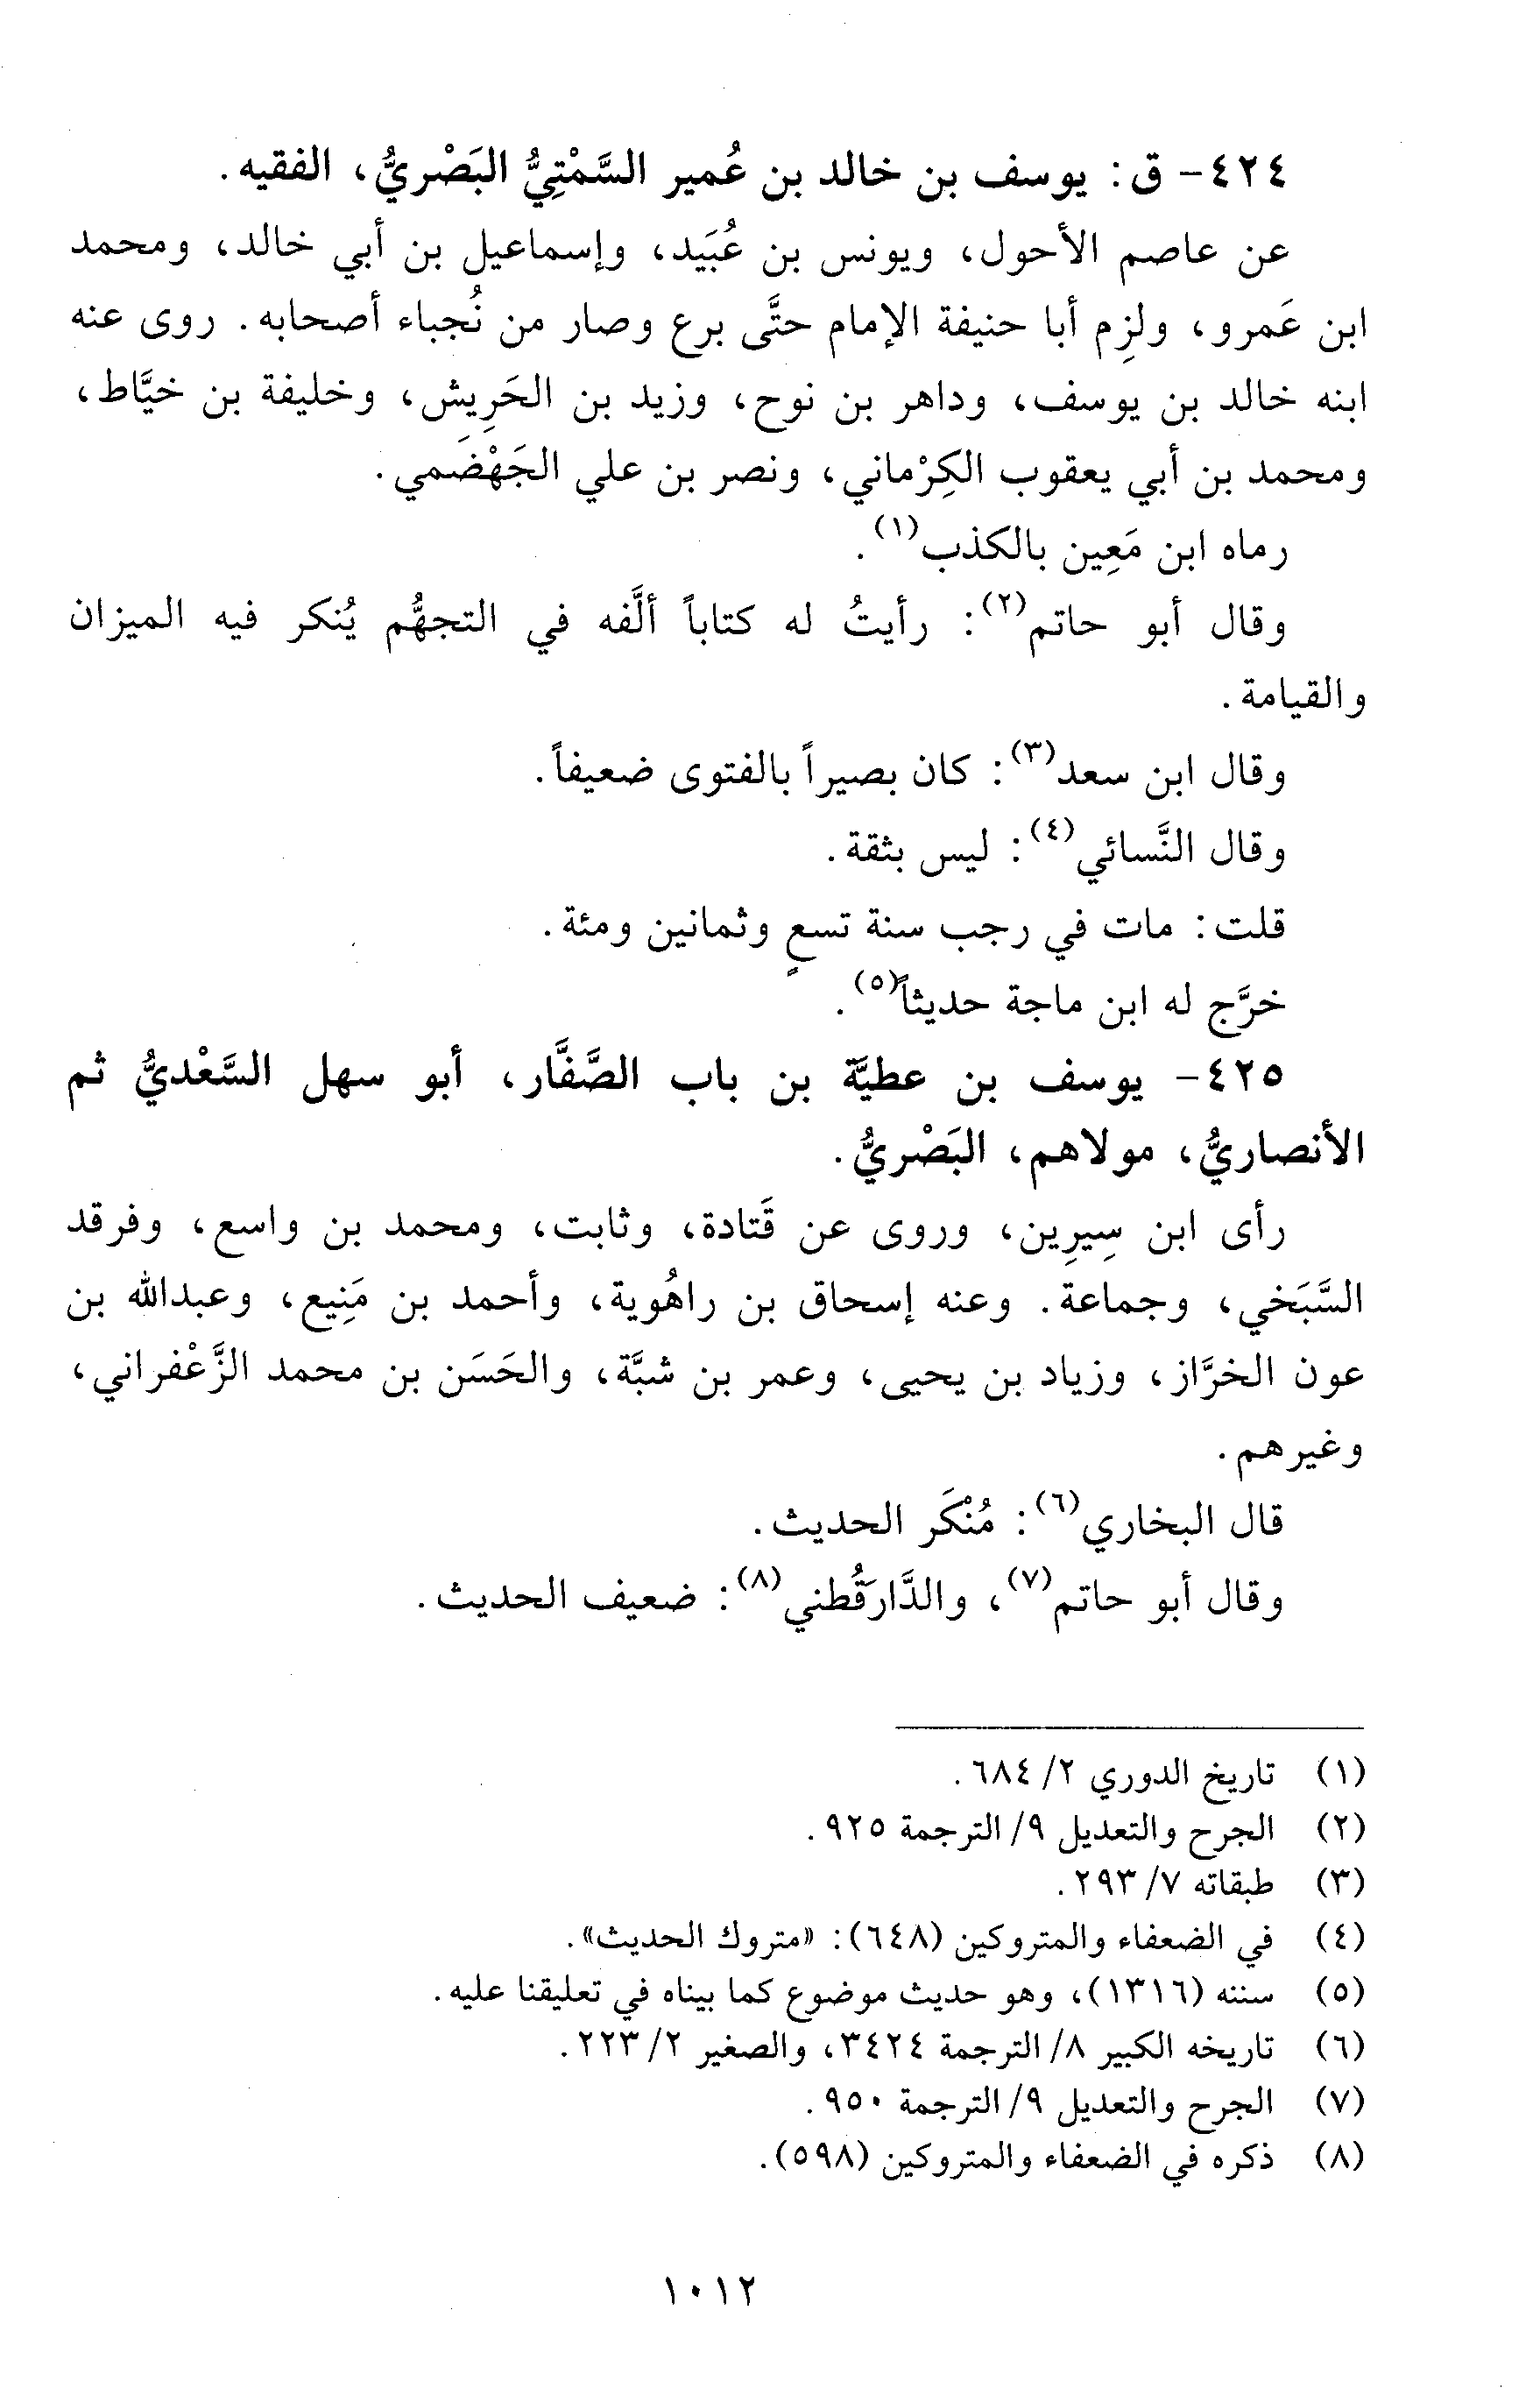 ٤٢٤- ق: يوسف بن خالد بن عُمير السَّمْتِيُّ البَصْريُّ، الفقيه.
عن عاصم الأحول، ويونس بن عُبَيد، وإسماعيل بن أبي خالد، ومحمد
ابن عَمرو، ولزِم أبا حنيفة الإمام حتَّى برع وصار من نُجباء أصحابه. روى عنه
ابنه خالد بن يوسف، وداهر بن نوح، وزيد بن الحَرِيش، وخليفة بن خيَّاط،
ومحمد بن أبي يعقوب الكِرْماني، ونصر بن علي الجَهْضَمي.
رماه ابن مَعِين بالكذب(١).
وقال أبو حاتم(٢): رأيتُ له كتاباً ألَّفه في التجهُّم يُنكر فيه الميزان
والقيامة.
وقال ابن سعد(٣): كان بصيراً بالفتوى ضعيفاً.
وقال النَّسائي(٤): ليس بثقة.
قلت: مات في رجب سنة تسعٍ وثمانين ومئة.
خرَّج له ابن ماجة حديثاً(٥).
٤٢٥- يوسف بن عطيَّة بن باب الصَّفَّار، أبو سهل السَّعْديُّ ثم
الأنصاريُّ، مولاهم، البَصْريُّ.
رأى ابن سِيرِين، وروى عن قَتادة، وثابت، ومحمد بن واسع، وفرقد
السَّبَخي، وجماعة. وعنه إسحاق بن راهُوية، وأحمد بن مَنِيع، وعبدالله بن
عون الخرَّاز، وزياد بن يحيى، وعمر بن شبَّة، والحَسَن بن محمد الزَّعْفراني،
وغيرهم.
قال البخاري(٦): مُنْكَر الحديث.
وقال أبو حاتم(٧)، والدَّارَقُطني(٨): ضعيف الحديث.
(١) تاريخ الدوري ٢/ ٦٨٤.
(٢) الجرح والتعديل ٩/ الترجمة ٩٢٥.
(٣) طبقاته ٧/ ٢٩٣.
(٤) في الضعفاء والمتروكين (٦٤٨): «متروك الحديث».
(٥) سننه (١٣١٦)، وهو حديث موضوع كما بيناه في تعليقنا عليه.
(٦) تاريخه الكبير ٨/ الترجمة ٣٤٢٤، والصغير ٢/ ٢٢٣.
(٧) الجرح والتعديل ٩/ الترجمة ٩٥٠.
(٨) ذكره في الضعفاء والمتروكين (٥٩٨).
١٠١٢